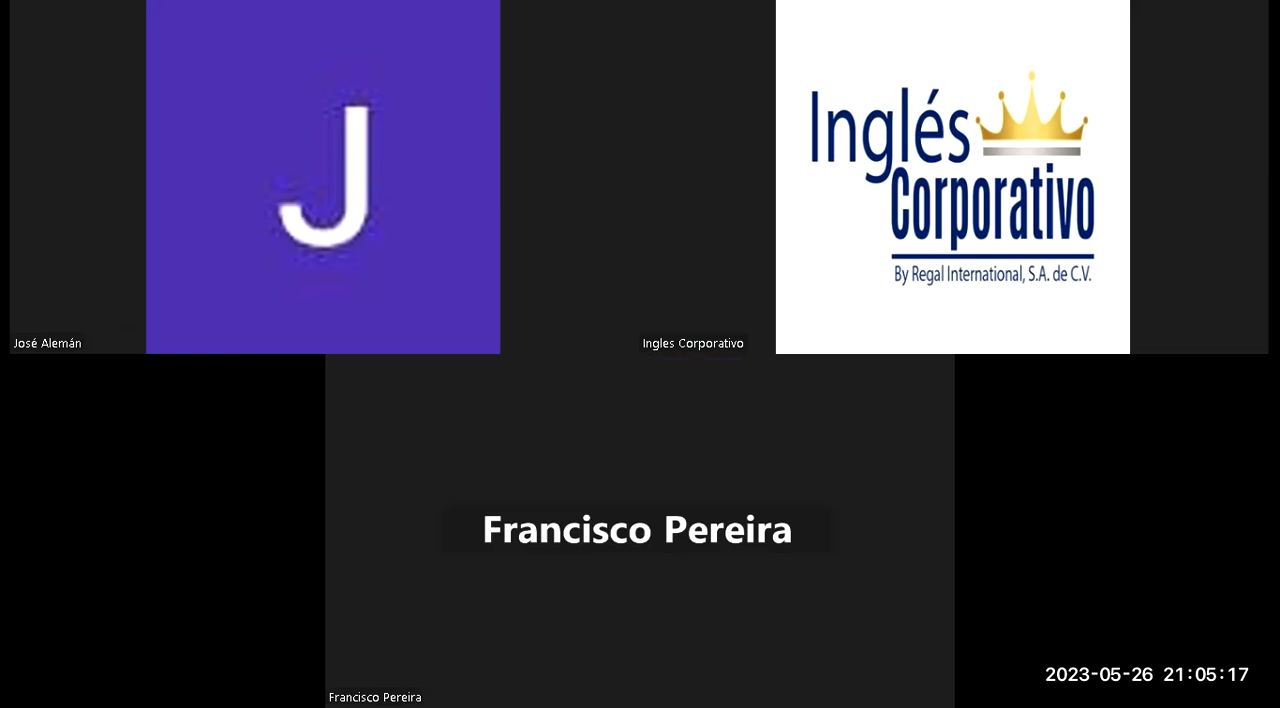 J
José Alemán
Inglés
Corporativo
By Regal International, S.A. de C.V.
Ingles Corporativo
Francisco Pereira
Francisco Pereira
2023-05-26 21:05:17